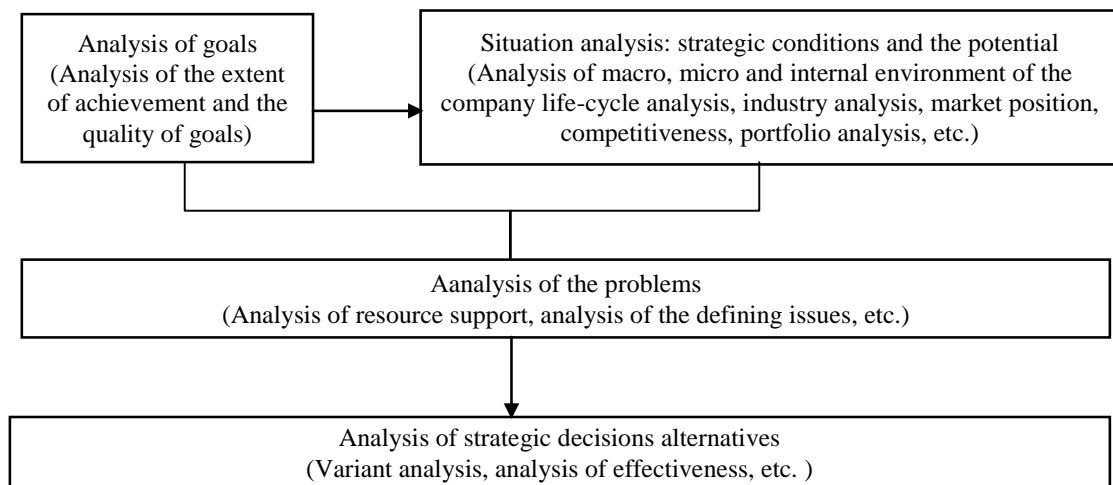 Analysis of goals
(Analysis of the extent
of achievement and the
quality of goals)
Situation analysis: strategic conditions and the potential
(Analysis of macro, micro and internal environment of the
company life-cycle analysis, industry analysis, market position,
competitiveness, portfolio analysis, etc.)
Aanalysis of the problems
(Analysis of resource support, analysis of the defining issues, etc.)
Analysis of strategic decisions alternatives
(Variant analysis, analysis of effectiveness, etc. )